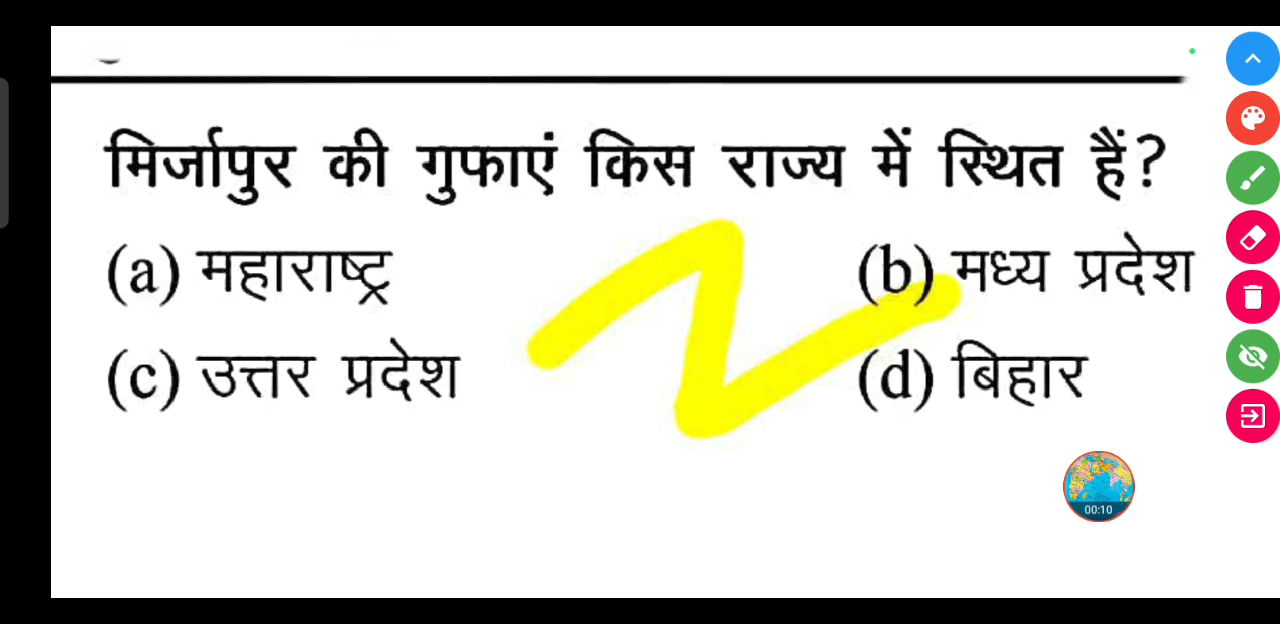 मिर्जापुर की गुफाएं किस राज्य में स्थित हैं?
(a) महाराष्ट्र (b) मध्य प्रदेश
(c) उत्तर प्रदेश (d) बिहार
00:10